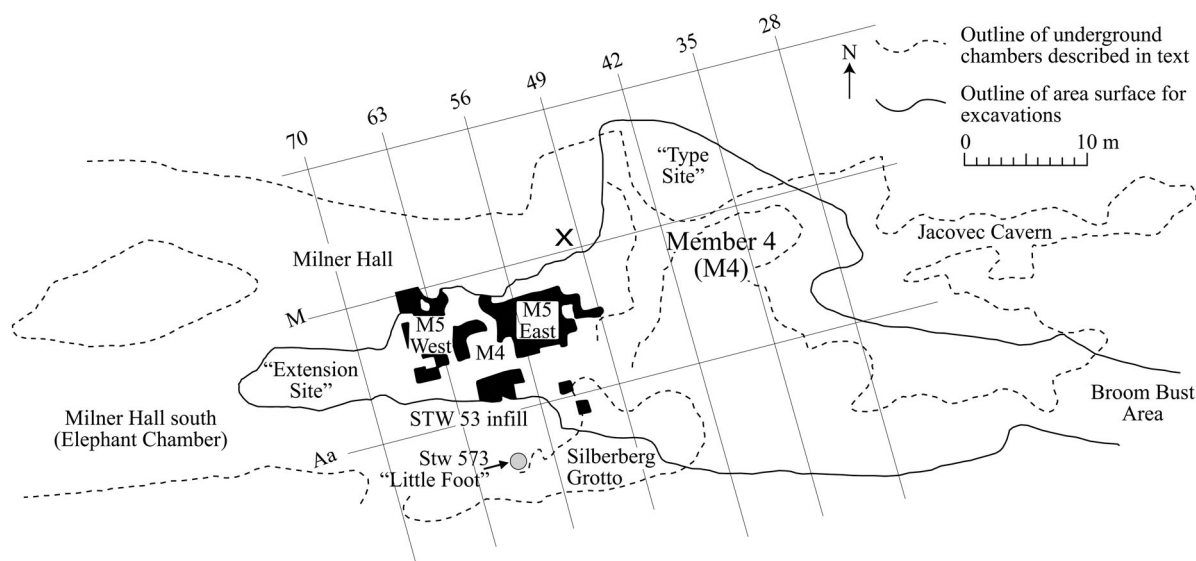 28
35
42
49
56
63
70
N
Outline of underground
chambers described in text
Outline of area surface for
excavations
0 10 m
"Type
Site"
Jacovec Cavern
X
Member 4
(M4)
Milner Hall
M
M5
West
M5
East
M4
"Extension
Site"
Milner Hall south
(Elephant Chamber)
STW 53 infill
Broom Bust
Area
Aa
Stw 573
"Little Foot"
Silberberg
Grotto